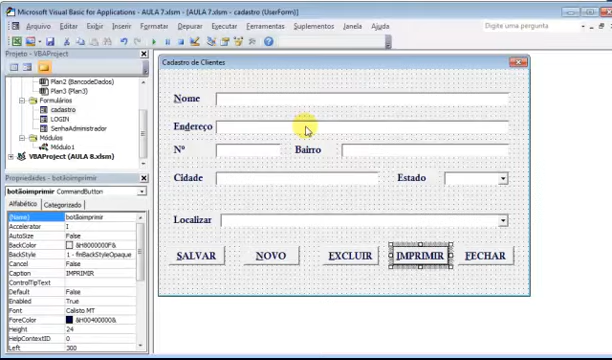 Microsoft Visual Basic for Applications - AULA 7.xlsm - [AULA 7.xlsm - cadastro (UserForm)]
Arquivo Editar Exibir Inserir Formatar Depurar Executar Ferramentas Suplementos Janela Ajuda
Digite uma pergunta
Projeto - VBAProject
Plan2 (BancodeDados)
Plan3 (Plan3)
Formulários
cadastro
LOGIN
SenhaAdminsrador
Módulos
Módulo1
VBAProject (AULA 8.xlsm)
Propriedades - botãoimprimir
botãoimprimir CommandButton
Alfabético Categorizado
(Name) botãoimprimir
Accelerator I
AutoSize False
BackColor &H8000000F&
BackStyle 1 - fmBackStyleOpaque
Cancel False
Caption IMPRIMIR
ControlTipText
Default False
Enabled True
Font Calisto MT
ForeColor &H00400000&
Height 24
HelpContextID 0
Left 300
Cadastro de Clientes
Nome
Endereço
Nº Bairro
Cidade Estado
Localizar
SALVAR NOVO EXCLUIR IMPRIMIR FECHAR